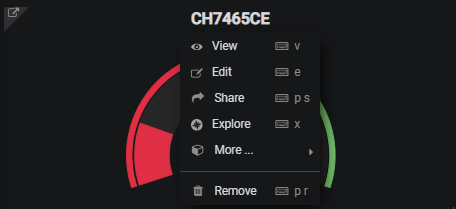 CH7465CE
View v
Edit e
Share p s
Explore x
More ...
Remove p r